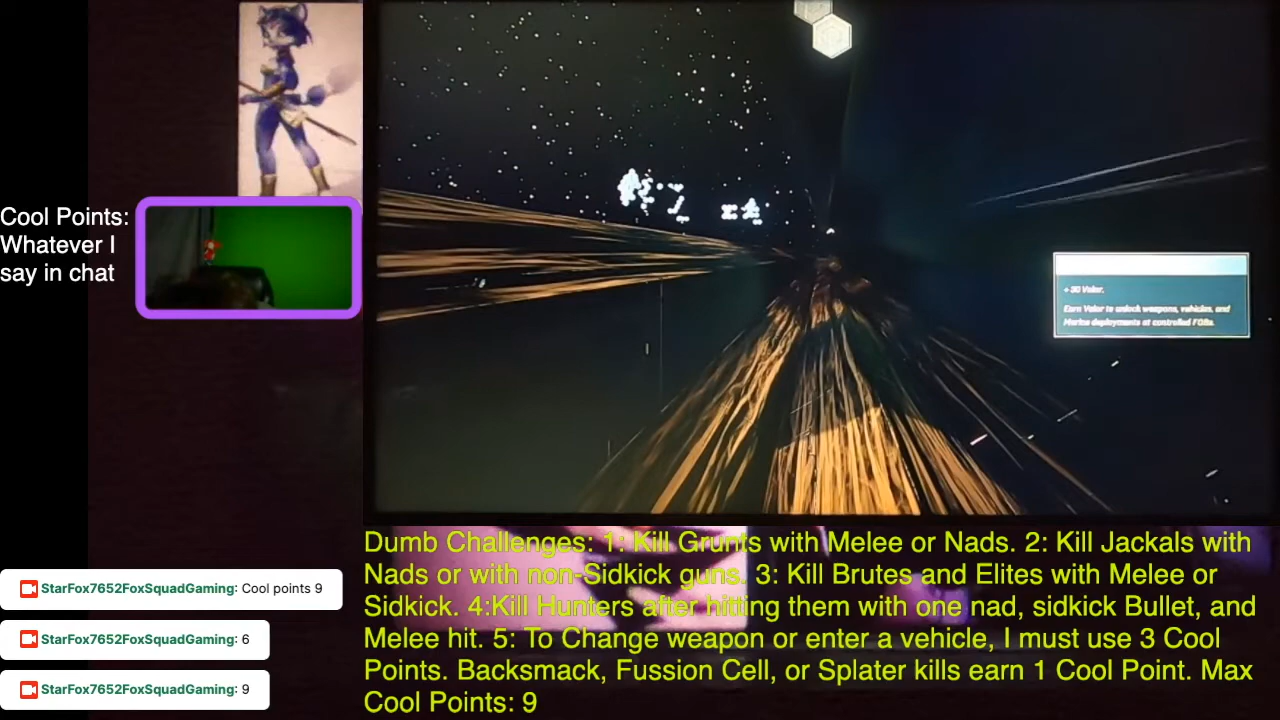 Cool Points:
Whatever I
say in chat
+ 30 Valor.
Earn Valor to unlock weapons, vehicles, and
Marine deployments at controlled FOBs.
Dumb Challenges: 1: Kill Grunts with Melee or Nads. 2: Kill Jackals with
Nads or with non-Sidkick guns. 3: Kill Brutes and Elites with Melee or
Sidkick. 4:Kill Hunters after hitting them with one nad, sidkick Bullet, and
Melee hit. 5: To Change weapon or enter a vehicle, I must use 3 Cool
Points. Backsmack, Fussion Cell, or Splater kills earn 1 Cool Point. Max
Cool Points: 9
StarFox7652FoxSquadGaming: Cool points 9
StarFox7652FoxSquadGaming: 6
StarFox7652FoxSquadGaming: 9